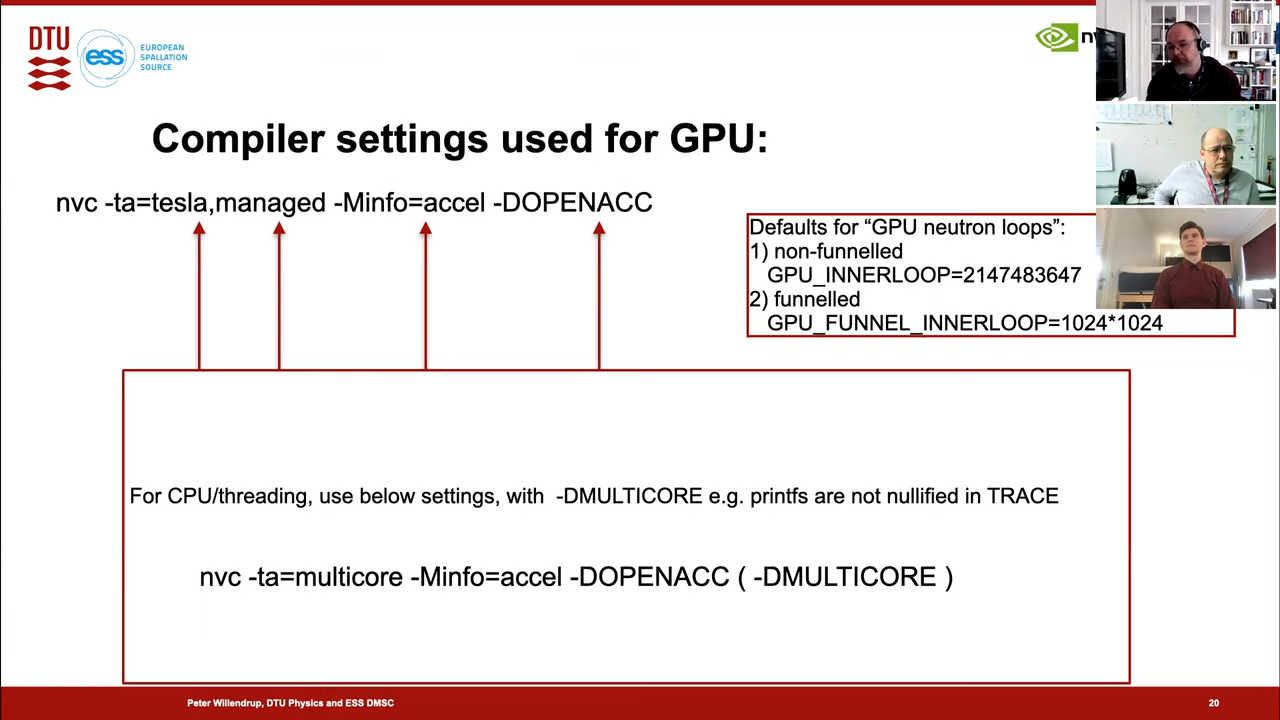 DTU
ess
EUROPEAN
SPALLATION
SOURCE
Compiler settings used for GPU:
nvc -ta=tesla,managed -Minfo=accel -DOPENACC
Defaults for “GPU neutron loops”:
1) non-funnelled
GPU_INNERLOOP=2147483647
2) funnelled
GPU_FUNNEL_INNERLOOP=1024*1024
For CPU/threading, use below settings, with -DMULTICORE e.g. printfs are not nullified in TRACE
nvc -ta=multicore -Minfo=accel -DOPENACC ( -DMULTICORE )
Peter Willendrup, DTU Physics and ESS DMSC
20